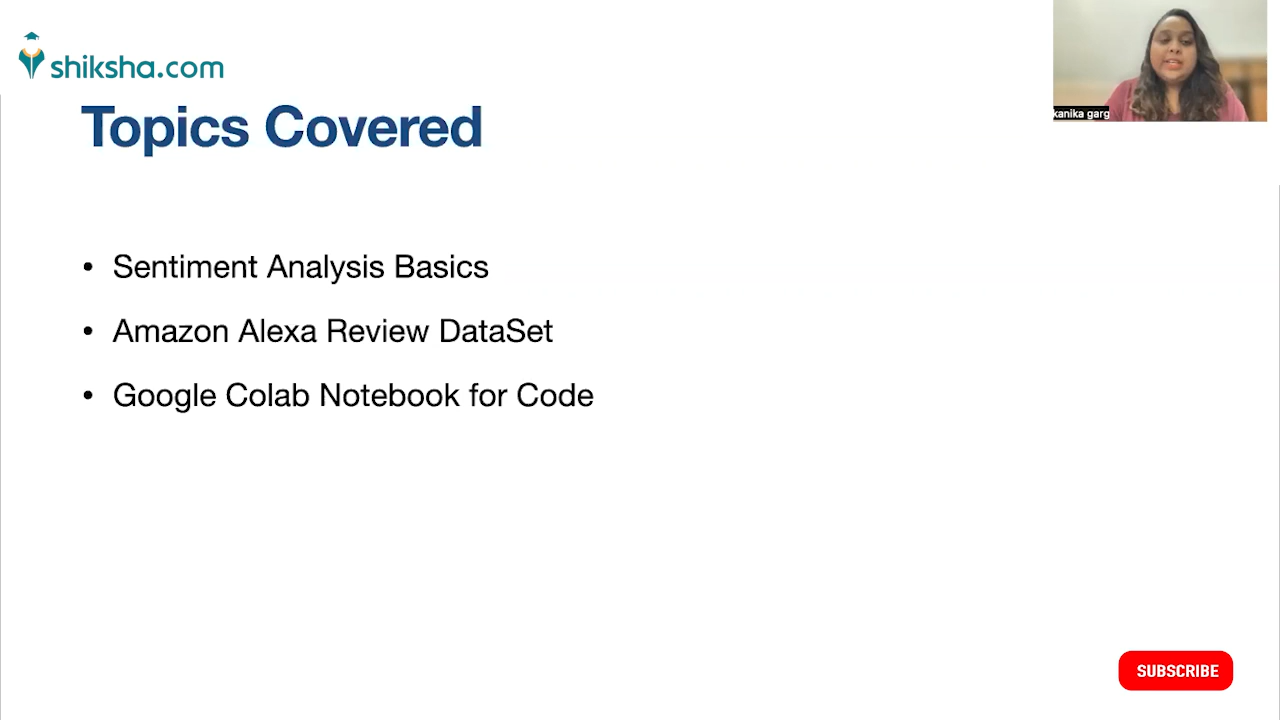 shiksha.com
kanika garg
Topics Covered
• Sentiment Analysis Basics
• Amazon Alexa Review DataSet
• Google Colab Notebook for Code
SUBSCRIBE